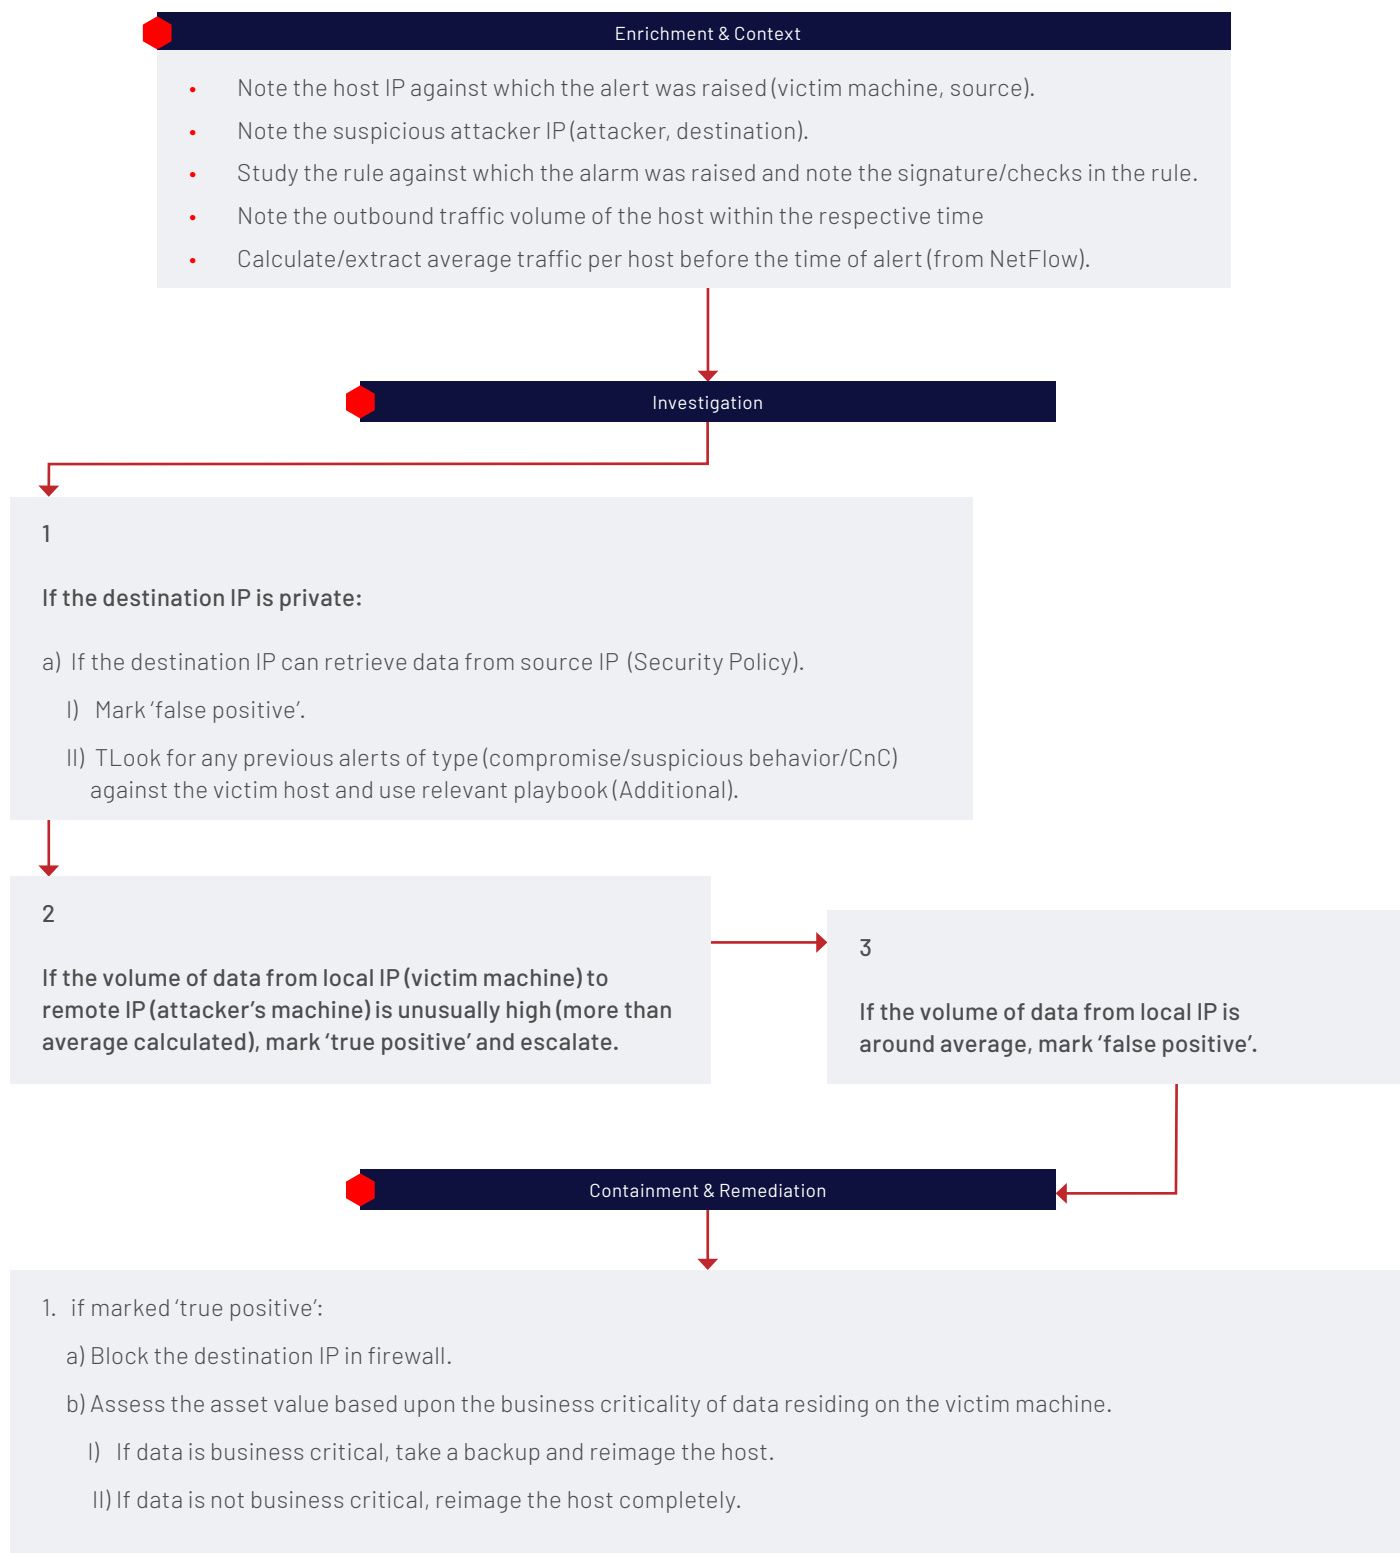 Enrichment & Context
• Note the host IP against which the alert was raised (victim machine, source).
• Note the suspicious attacker IP (attacker, destination).
• Study the rule against which the alarm was raised and note the signature/checks in the rule.
• Note the outbound traffic volume of the host within the respective time
• Calculate/extract average traffic per host before the time of alert (from NetFlow).
Investigation
1
If the destination IP is private:
a) If the destination IP can retrieve data from source IP (Security Policy).
I) Mark ‘false positive’.
II) TLook for any previous alerts of type (compromise/suspicious behavior/CnC)
against the victim host and use relevant playbook (Additional).
2
If the volume of data from local IP (victim machine) to
remote IP (attacker’s machine) is unusually high (more than
average calculated), mark ‘true positive’ and escalate.
3
If the volume of data from local IP is
around average, mark ‘false positive’.
Containment & Remediation
1. if marked ‘true positive’:
a) Block the destination IP in firewall.
b) Assess the asset value based upon the business criticality of data residing on the victim machine.
I) If data is business critical, take a backup and reimage the host.
II) If data is not business critical, reimage the host completely.